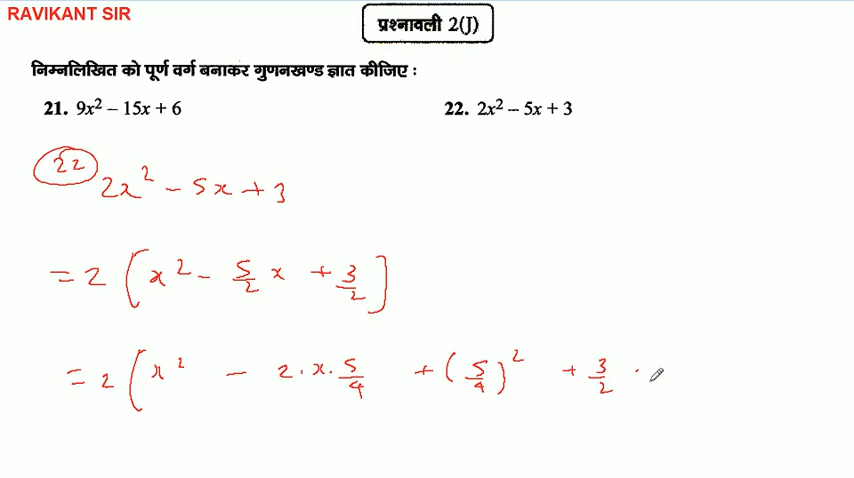 RAVIKANT SIR
प्रश्नावली 2(J)
निम्नलिखित को पूर्ण वर्ग बनाकर गुणनखण्ड ज्ञात कीजिए :
21. 9x² − 15x + 6 22. 2x² − 5x + 3
22 2x² − 5x + 3
= 2 [x² − 5/2 x + 3/2]
= 2 [x² − 2 · x · 5/4 + (5/4)² + 3/2 ·